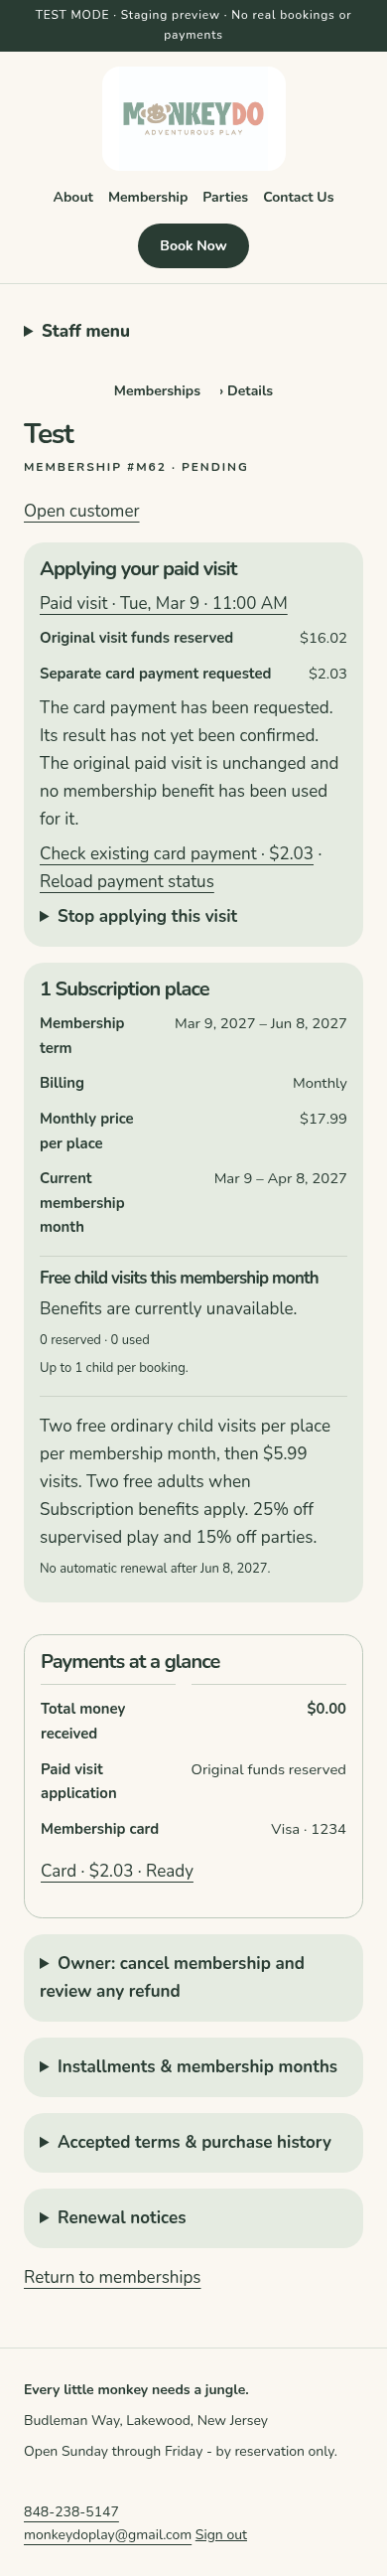 TEST MODE · Staging preview · No real bookings or
payments
MONKEYDO
ADVENTUROUS PLAY
About Membership Parties Contact Us
Book Now
▶ Staff menu
Memberships › Details
Test
MEMBERSHIP #M62 · PENDING
Open customer
Applying your paid visit
Paid visit · Tue, Mar 9 · 11:00 AM
Original visit funds reserved $16.02
Separate card payment requested $2.03
The card payment has been requested.
Its result has not yet been confirmed.
The original paid visit is unchanged and
no membership benefit has been used
for it.
Check existing card payment · $2.03 ·
Reload payment status
▶ Stop applying this visit
1 Subscription place
Membership Mar 9, 2027 – Jun 8, 2027
term
Billing Monthly
Monthly price $17.99
per place
Current Mar 9 – Apr 8, 2027
membership
month
Free child visits this membership month
Benefits are currently unavailable.
0 reserved · 0 used
Up to 1 child per booking.
Two free ordinary child visits per place
per membership month, then $5.99
visits. Two free adults when
Subscription benefits apply. 25% off
supervised play and 15% off parties.
No automatic renewal after Jun 8, 2027.
Payments at a glance
Total money $0.00
received
Paid visit Original funds reserved
application
Membership card Visa · 1234
Card · $2.03 · Ready
▶ Owner: cancel membership and
review any refund
▶ Installments & membership months
▶ Accepted terms & purchase history
▶ Renewal notices
Return to memberships
Every little monkey needs a jungle.
Budleman Way, Lakewood, New Jersey
Open Sunday through Friday - by reservation only.
848-238-5147
monkeydoplay@gmail.com Sign out